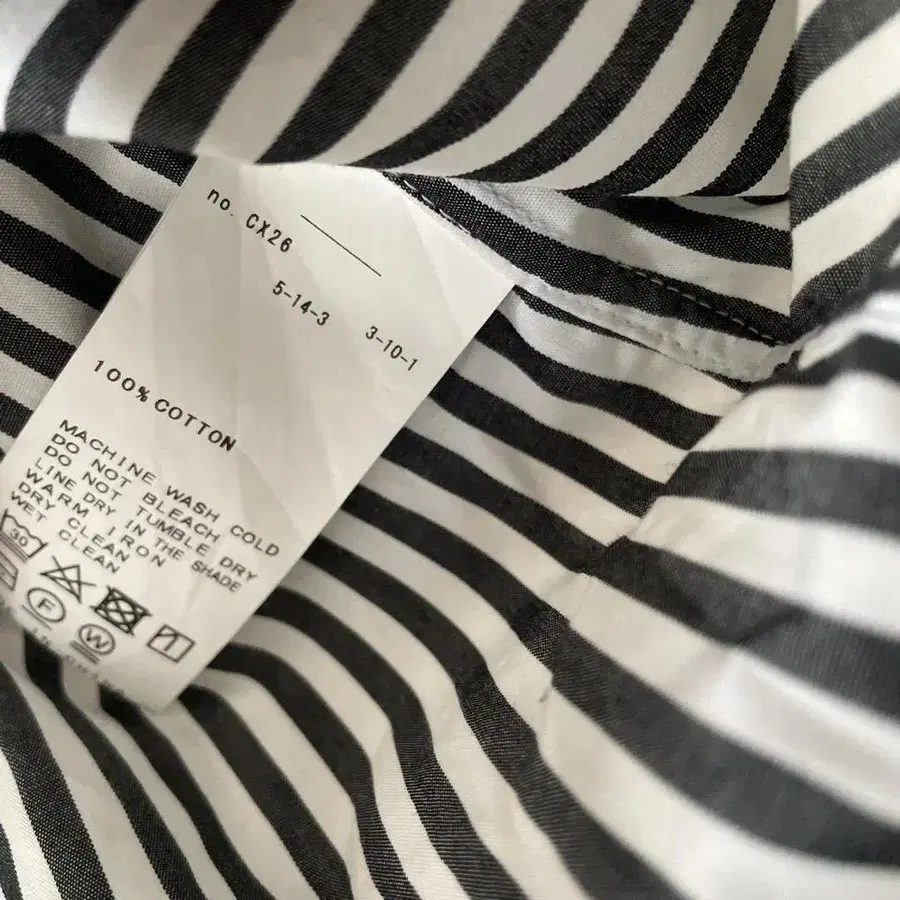 no. CX26
5-14-3 3-10-1
100% COTTON
MACHINE WASH COLD
DO NOT BLEACH
DO NOT TUMBLE DRY
LINE DRY IN THE SHADE
WARM IRON
DRY CLEAN
WET CLEAN
30
F
W